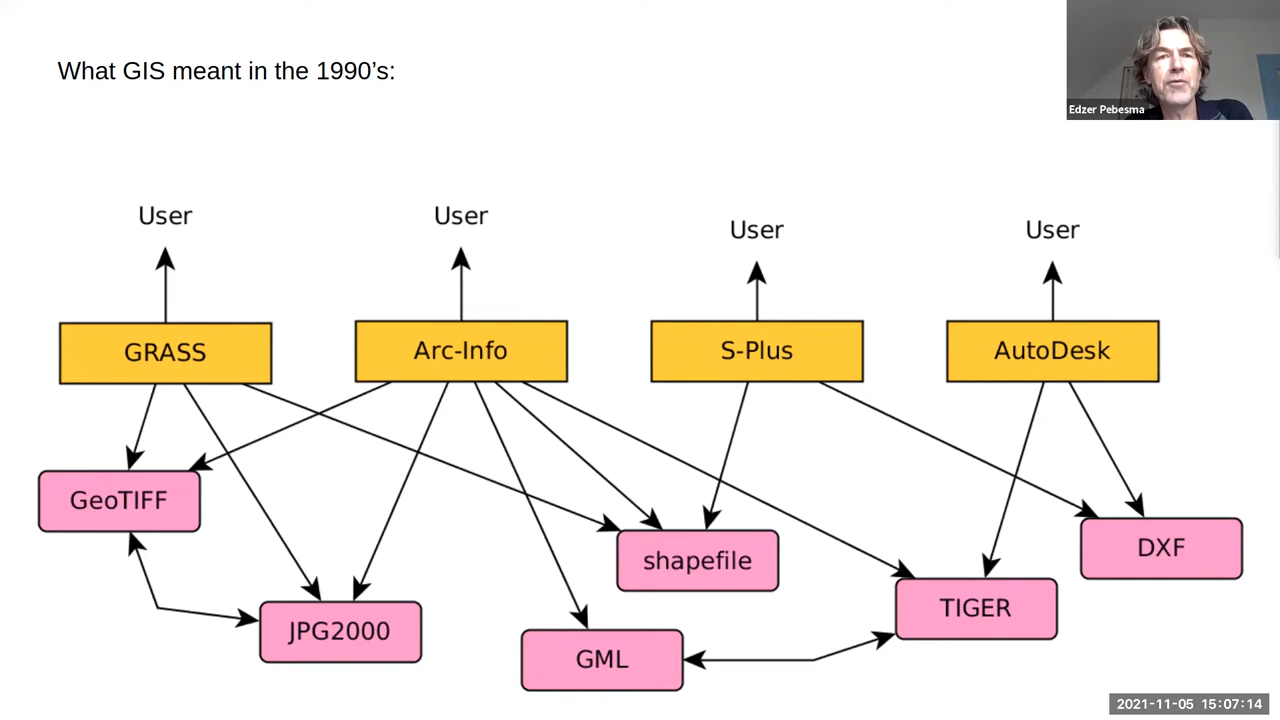 What GIS meant in the 1990's:
Edzer Pebesma
User
User
User
User
GRASS
Arc-Info
S-Plus
AutoDesk
GeoTIFF
shapefile
DXF
JPG2000
TIGER
GML
2021-11-05 15:07:14